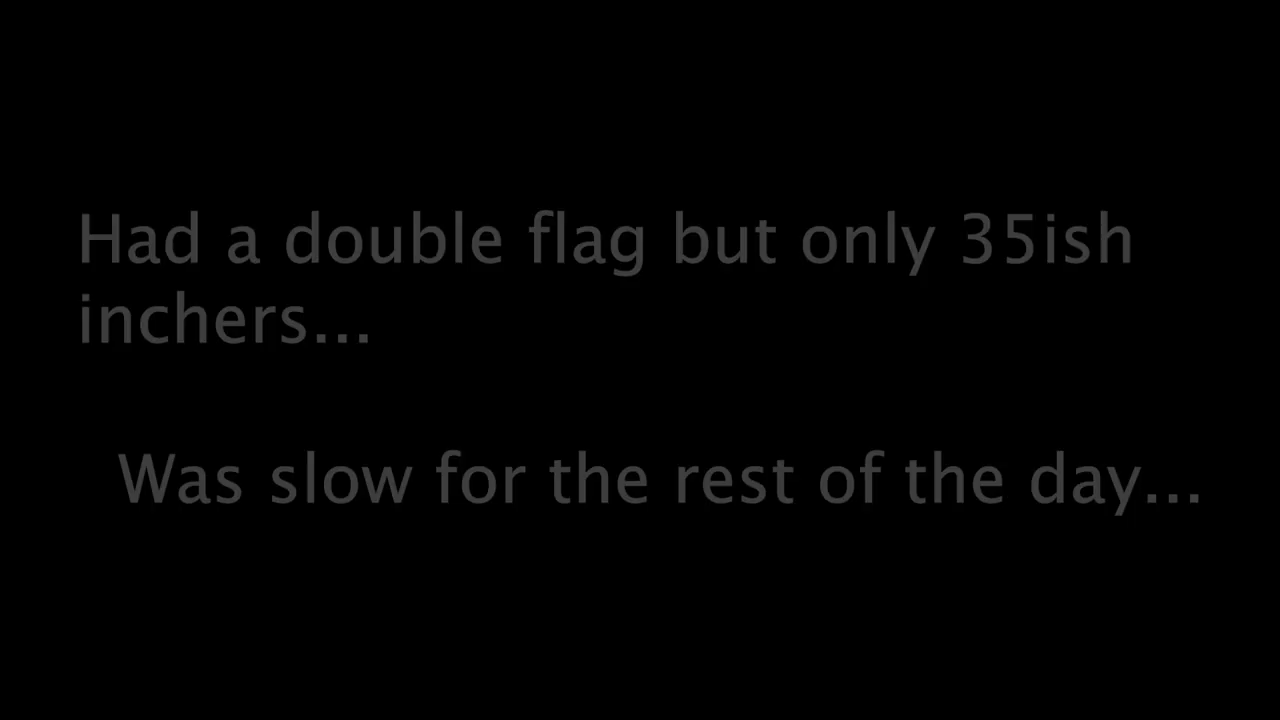 Had a double flag but only 35ish
inchers...
Was slow for the rest of the day...